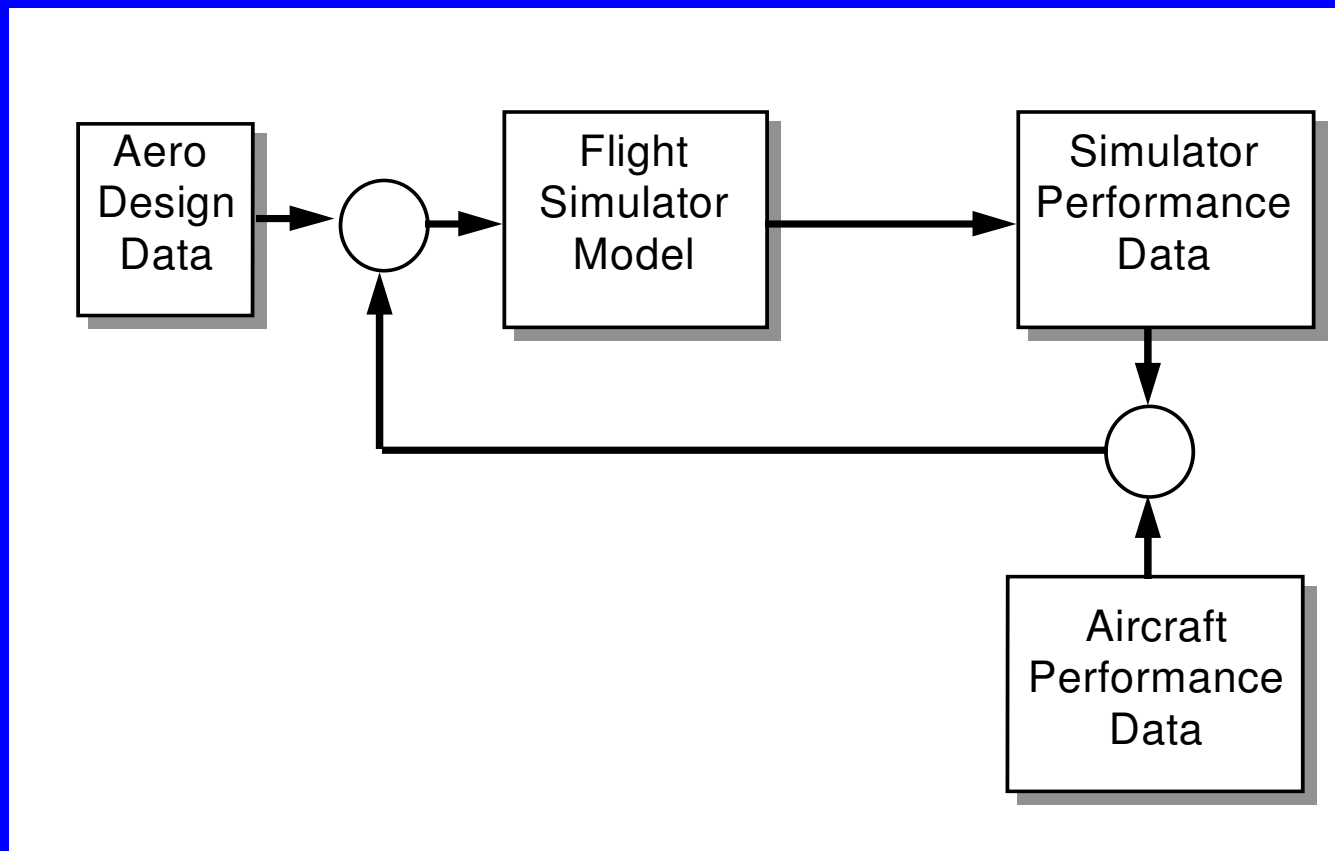 Aero
Design
Data
Flight
Simulator
Model
Simulator
Performance
Data
Aircraft
Performance
Data